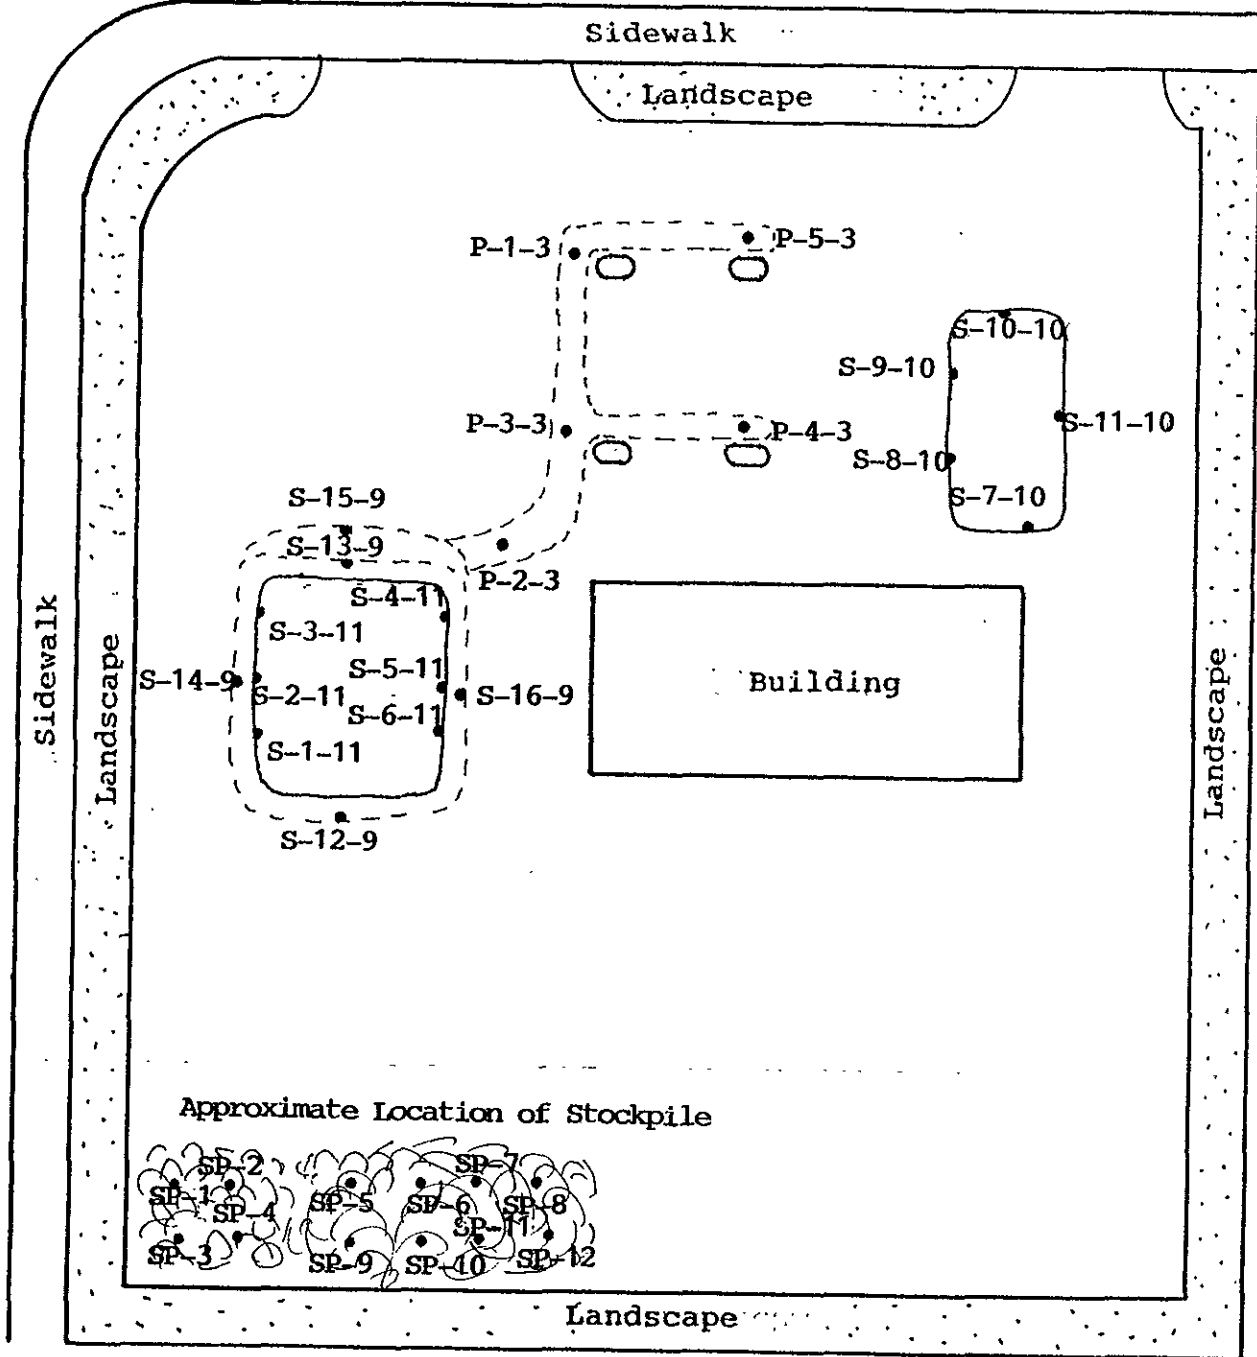 Sidewalk
Landscape
P-1-3
P-5-3
S-10-10
S-9-10
P-3-3
P-4-3
S-11-10
S-8-10
S-7-10
S-15-9
S-13-9
P-2-3
S-4-11
S-3-11
S-5-11
S-14-9
S-2-11
S-16-9
Building
S-6-11
S-1-11
S-12-9
Sidewalk
Landscape
Landscape
Approximate Location of Stockpile
SP-2
SP-7
SP-1
SP-4
SP-5
SP-6
SP-8
SP-11
SP-3
SP-9
SP-10
SP-12
Landscape